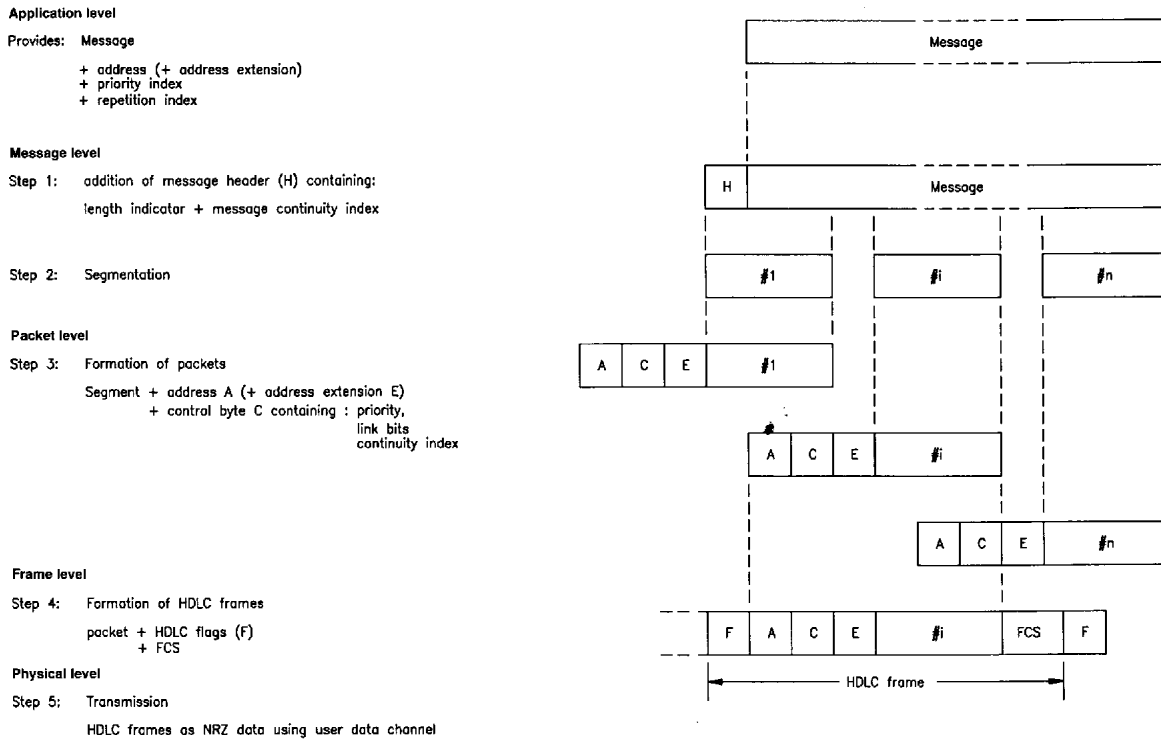 Application level
Provides: Message
+ address (+ address extension)
+ priority index
+ repetition index
Message
Message level
Step 1: addition of message header (H) containing:
length indicator + message continuity index
H Message
Step 2: Segmentation
#1 #i #n
Packet level
Step 3: Formation of packets
A C E #1
Segment + address A (+ address extension E)
+ control byte C containing : priority,
link bits
continuity index
A C E #i
A C E #n
Frame level
Step 4: Formation of HDLC frames
packet + HDLC flags (F)
+ FCS
F A C E #i FCS F
HDLC frame
Physical level
Step 5: Transmission
HDLC frames as NRZ data using user data channel